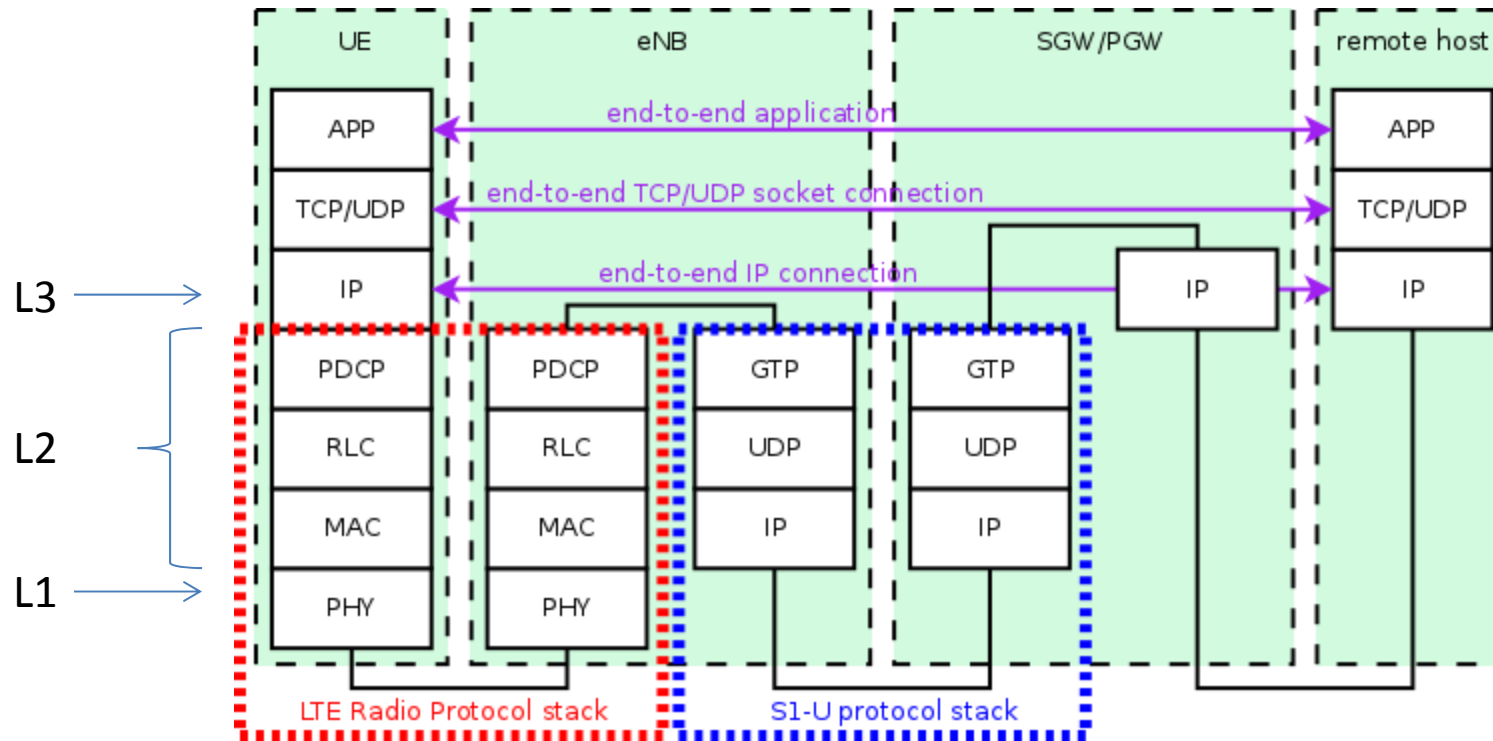 UE
eNB
SGW/PGW
remote host
APP
end-to-end application
APP
TCP/UDP
end-to-end TCP/UDP socket connection
TCP/UDP
L3
IP
end-to-end IP connection
IP
IP
PDCP
PDCP
GTP
GTP
L2
RLC
RLC
UDP
UDP
MAC
MAC
IP
IP
L1
PHY
PHY
LTE Radio Protocol stack
S1-U protocol stack